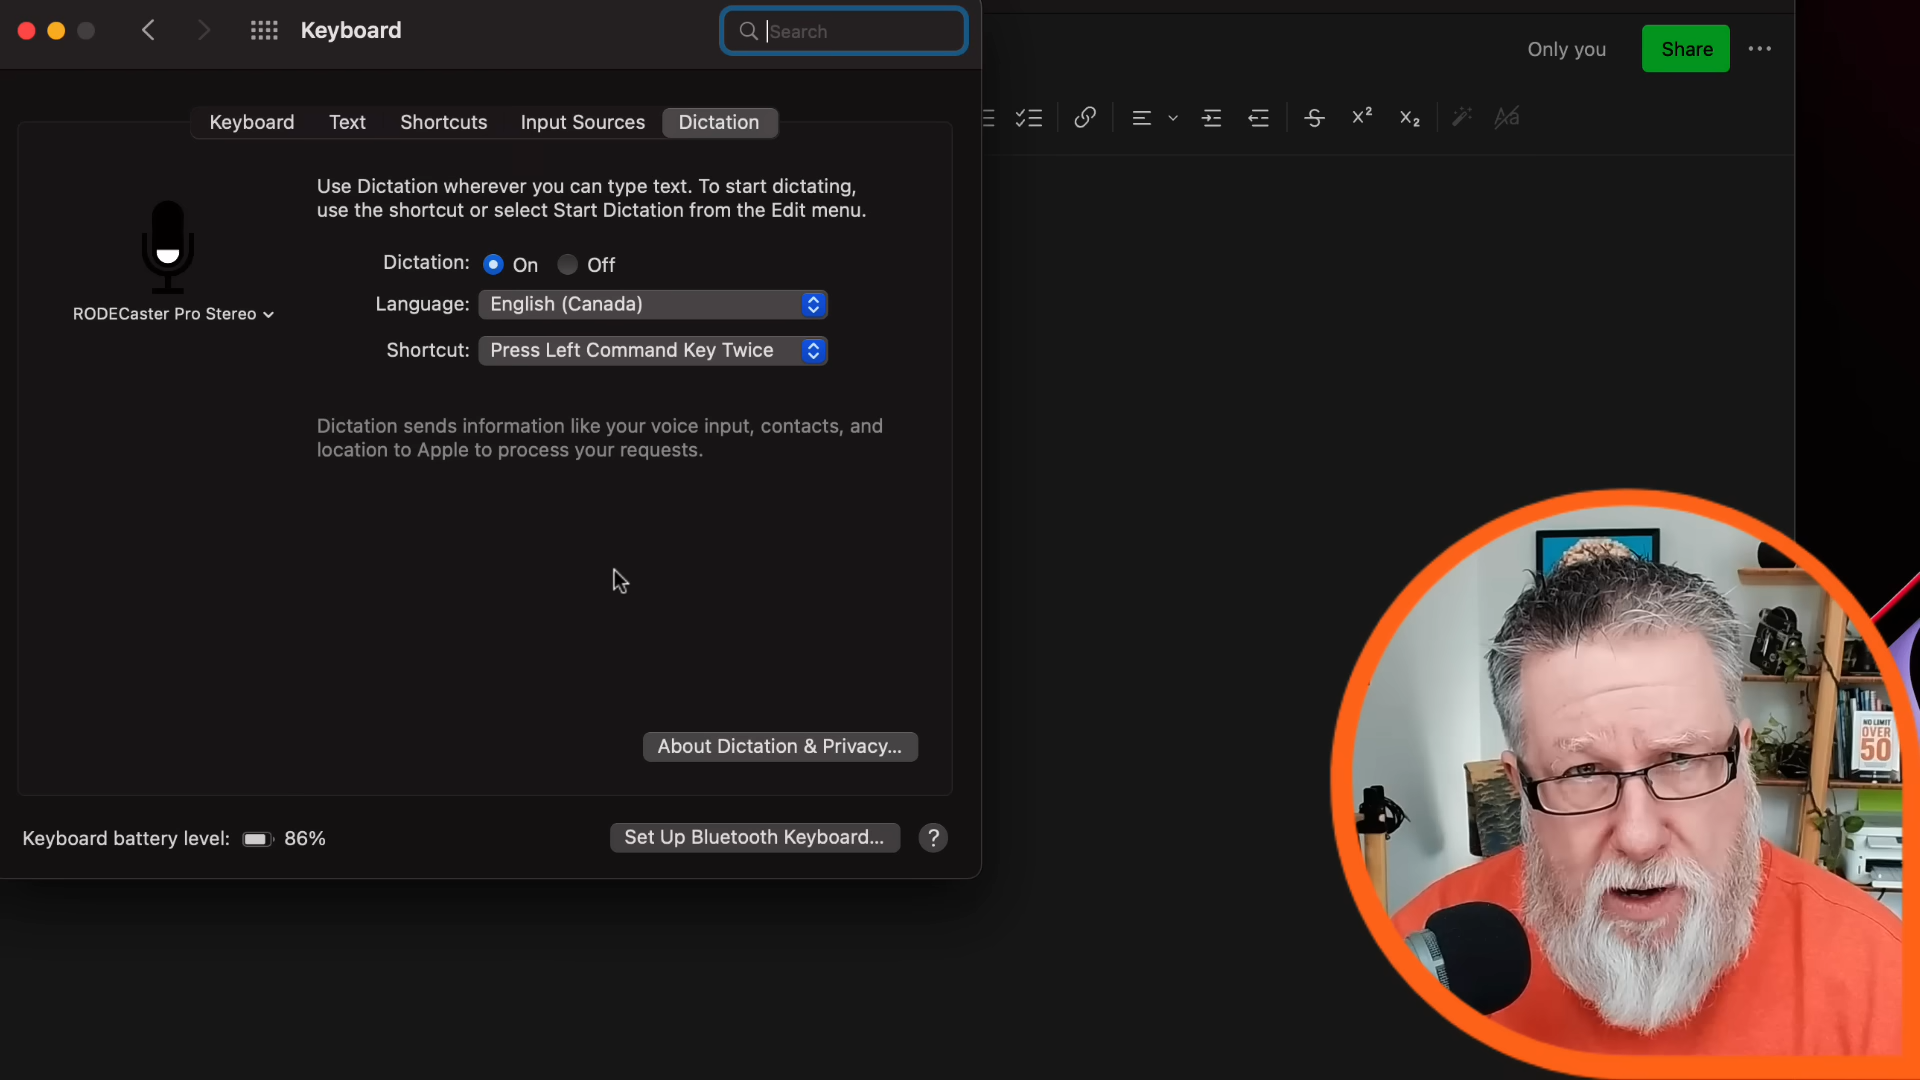 Keyboard
Search
Only you
Share
Keyboard
Text
Shortcuts
Input Sources
Dictation
Use Dictation wherever you can type text. To start dictating,
use the shortcut or select Start Dictation from the Edit menu.
Dictation:
On
Off
RODECaster Pro Stereo
Language:
English (Canada)
Shortcut:
Press Left Command Key Twice
Dictation sends information like your voice input, contacts, and
location to Apple to process your requests.
About Dictation & Privacy...
Keyboard battery level:
86%
Set Up Bluetooth Keyboard...
?
NO LIMIT
OVER
50